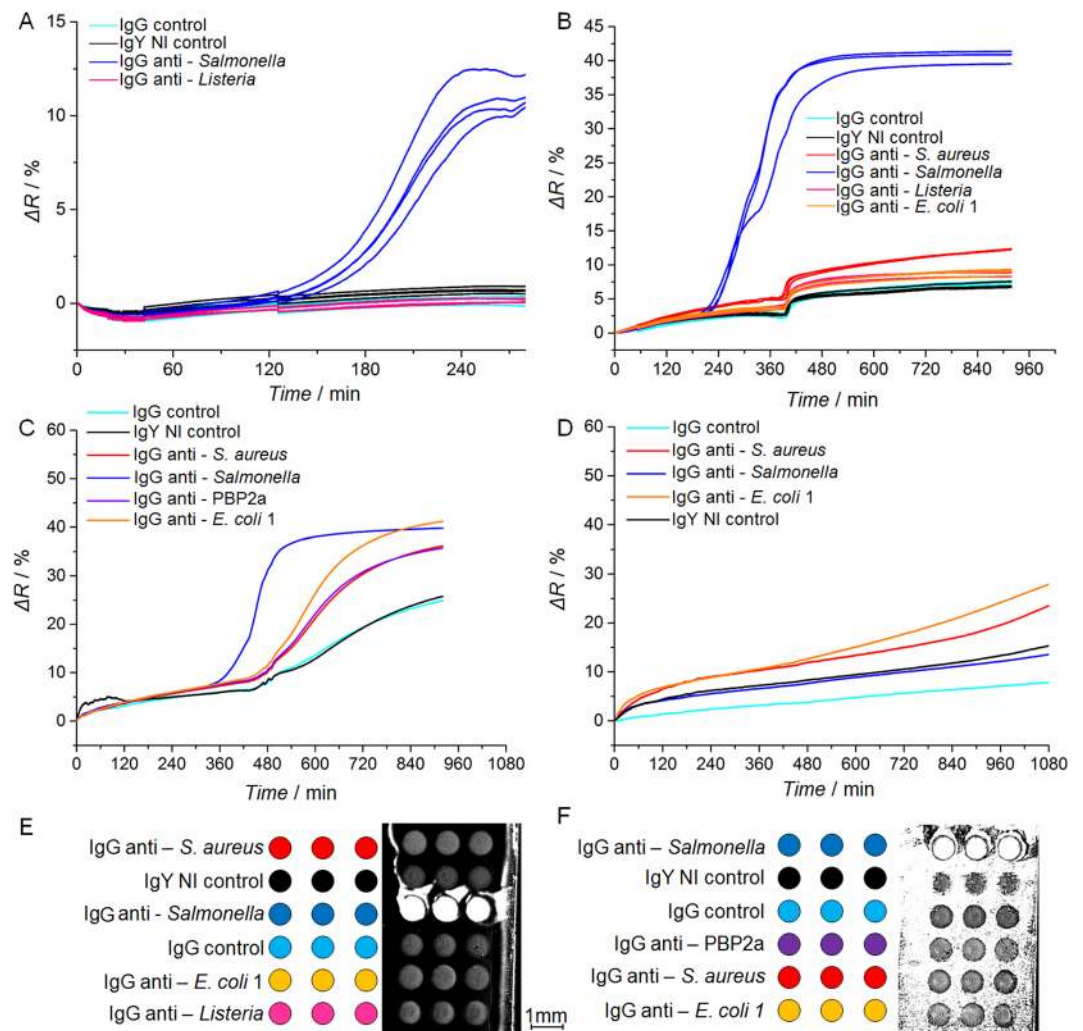 A
IgG control
IgY NI control
IgG anti - Salmonella
IgG anti - Listeria
15
10
5
0
ΔR / %
0 60 120 180 240
Time / min
B
45
40
35
30
25
20
15
10
5
0
ΔR / %
IgG control
IgY NI control
IgG anti - S. aureus
IgG anti - Salmonella
IgG anti - Listeria
IgG anti - E. coli 1
0 120 240 360 480 600 720 840 960
Time / min
C
IgG control
IgY NI control
IgG anti - S. aureus
IgG anti - Salmonella
IgG anti - PBP2a
IgG anti - E. coli 1
60
50
40
30
20
10
0
ΔR / %
0 120 240 360 480 600 720 840 960 1080
Time / min
D
IgG control
IgG anti - S. aureus
IgG anti - Salmonella
IgG anti - E. coli 1
IgY NI control
60
50
40
30
20
10
0
ΔR / %
0 120 240 360 480 600 720 840 960 1080
Time / min
E
IgG anti – S. aureus
IgY NI control
IgG anti - Salmonella
IgG control
IgG anti – E. coli 1
IgG anti – Listeria
1mm
F
IgG anti – Salmonella
IgY NI control
IgG control
IgG anti – PBP2a
IgG anti – S. aureus
IgG anti – E. coli 1